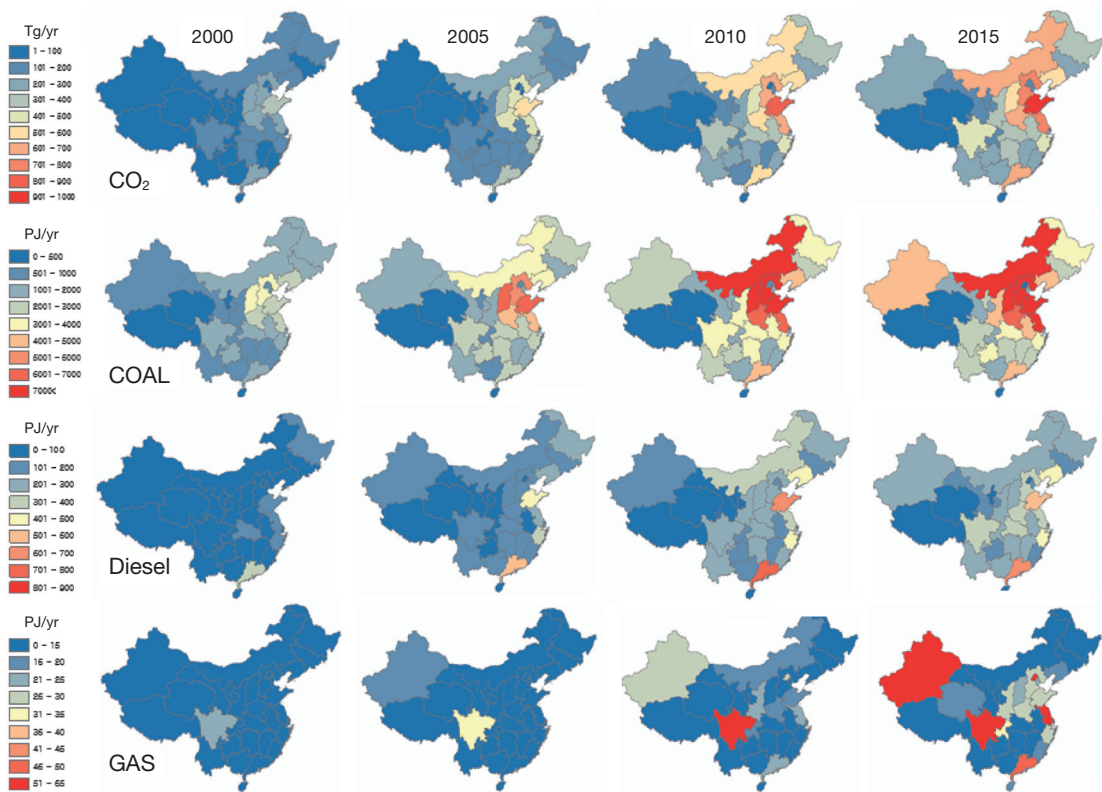 Tg/yr
1 – 100
101 – 200
201 – 300
301 – 400
401 – 500
501 – 600
601 – 700
701 – 800
801 – 900
901 – 1000
2000
2005
2010
2015
CO₂
PJ/yr
0 – 500
501 – 1000
1001 – 2000
2001 – 3000
3001 – 4000
5001 – 6000
6001 – 7000
7000<
COAL
PJ/yr
0 – 100
101 – 200
201 – 300
301 – 400
401 – 500
501 – 600
601 – 700
701 – 800
801 – 900
Diesel
PJ/yr
0 – 15
16 – 20
21 – 25
26 – 30
31 – 35
36 – 40
41 – 45
46 – 50
51 – 65
GAS